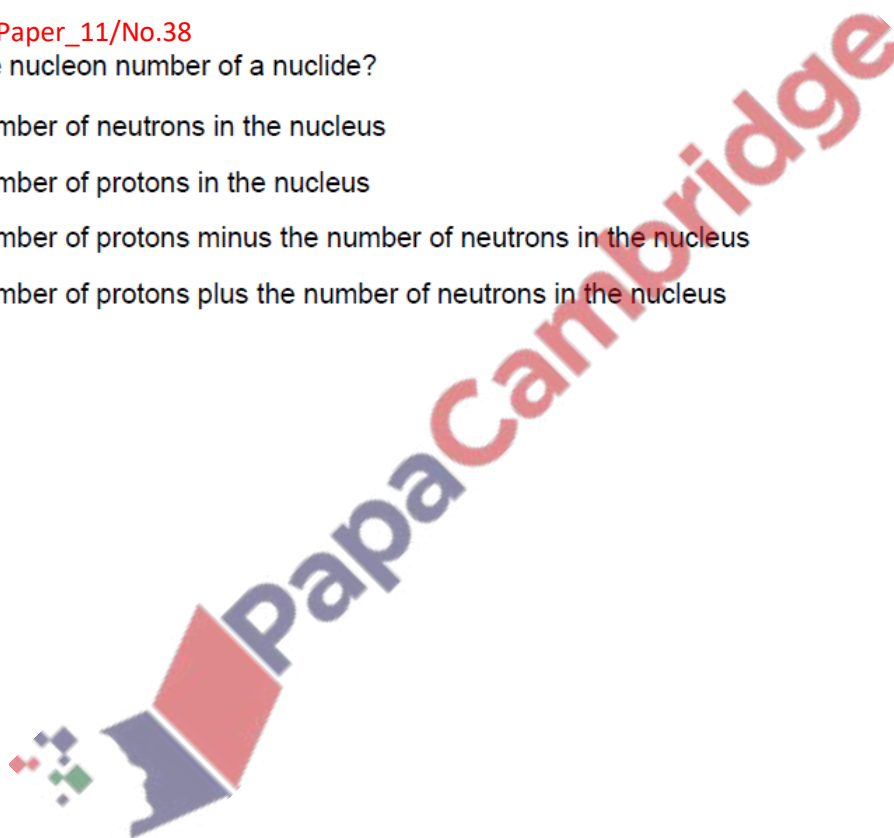 Paper_11/No.38
e nucleon number of a nuclide?
mber of neutrons in the nucleus
mber of protons in the nucleus
mber of protons minus the number of neutrons in the nucleus
mber of protons plus the number of neutrons in the nucleus
PapaCambridge